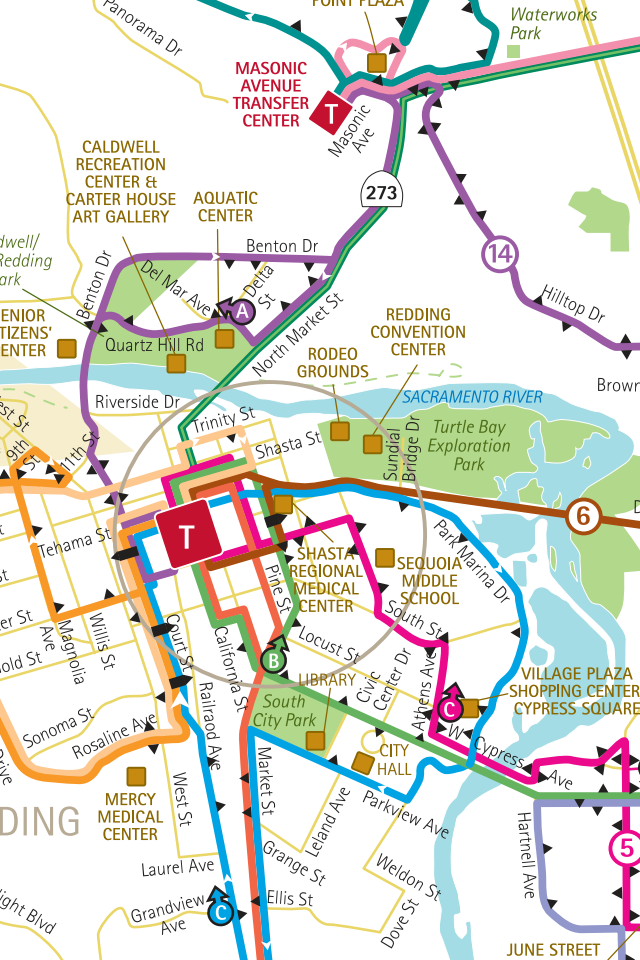 POINT PLAZA
Waterworks
Park
Panorama Dr
MASONIC
AVENUE
TRANSFER
CENTER
T
Masonic
Ave
CALDWELL
RECREATION
CENTER &
CARTER HOUSE
ART GALLERY
AQUATIC
CENTER
273
14
Benton Dr
dwell/
Redding
ark
Benton Dr
Del Mar Ave
Delta
St
A
Hilltop Dr
ENIOR
TIZENS'
ENTER
Quartz Hill Rd
North Market St
REDDING
CONVENTION
CENTER
RODEO
GROUNDS
Brown
Riverside Dr
SACRAMENTO RIVER
est St
9th
St
11th St
Trinity St
Shasta St
Sundial
Bridge Dr
Turtle Bay
Exploration
Park
6
D
T
Tehama St
Park Marina Dr
SHASTA
REGIONAL
MEDICAL
CENTER
SEQUOIA
MIDDLE
SCHOOL
Pine St
er St
Magnolia
Ave
Willis St
Court St
California St
South St
Locust St
old St
B
LIBRARY
Civic
Center Dr
Athens Ave
VILLAGE PLAZA
SHOPPING CENTER
CYPRESS SQUARE
C
South
City Park
Sonoma St
Rosaline Ave
Railroad Ave
W Cypress
Ave
CITY
HALL
Drive
MERCY
MEDICAL
CENTER
DING
West St
Market St
Leland Ave
Parkview Ave
Hartnell Ave
5
Laurel Ave
Grange St
Weldon St
Grandview
Ave
C
Ellis St
Dove St
light Blvd
JUNE STREET